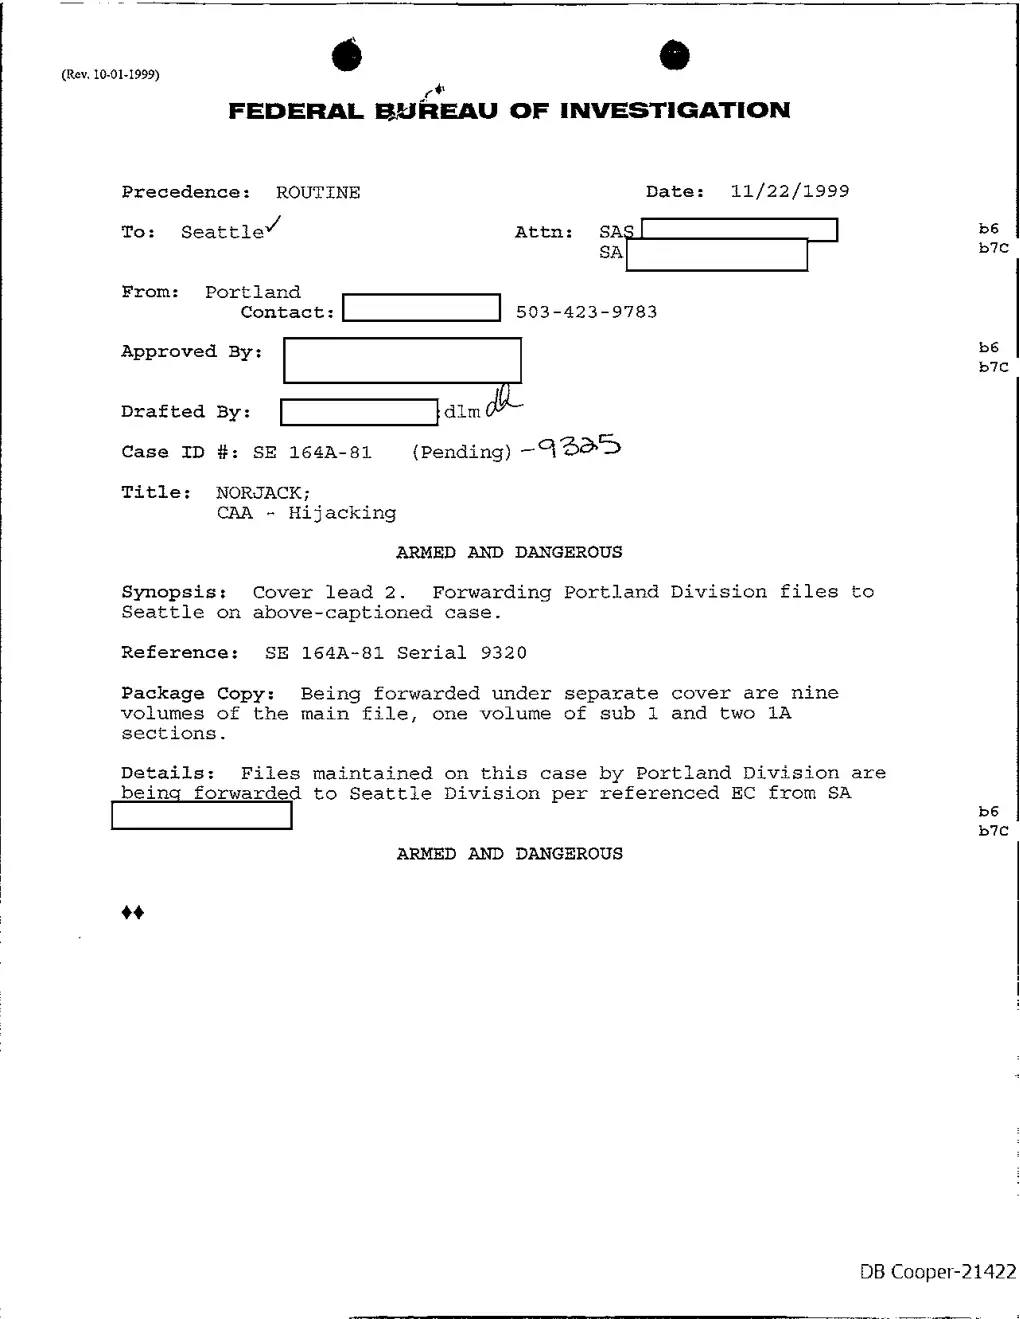 (Rev. 10-01-1999)
FEDERAL BUREAU OF INVESTIGATION
Precedence: ROUTINE Date: 11/22/1999
To: Seattle✓ Attn: SAS
b6
SA
b7C
From: Portland
Contact: 503-423-9783
Approved By:
b6
b7C
Drafted By: :dlm
Case ID #: SE 164A-81 (Pending) -9325
Title: NORJACK;
CAA - Hijacking
ARMED AND DANGEROUS
Synopsis: Cover lead 2. Forwarding Portland Division files to
Seattle on above-captioned case.
Reference: SE 164A-81 Serial 9320
Package Copy: Being forwarded under separate cover are nine
volumes of the main file, one volume of sub 1 and two 1A
sections.
Details: Files maintained on this case by Portland Division are
being forwarded to Seattle Division per referenced EC from SA
b6
b7C
ARMED AND DANGEROUS
♦♦
DB Cooper-21422